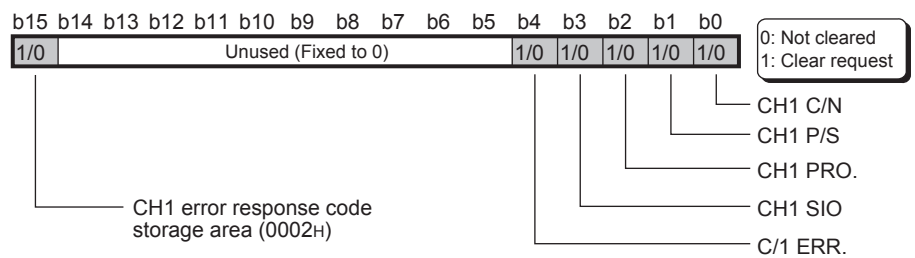 b15 b14 b13 b12 b11 b10 b9 b8 b7 b6 b5 b4 b3 b2 b1 b0
1/0 Unused (Fixed to 0) 1/0 1/0 1/0 1/0 1/0
0: Not cleared
1: Clear request
CH1 C/N
CH1 P/S
CH1 PRO.
CH1 SIO
C/1 ERR.
CH1 error response code
storage area (0002H)